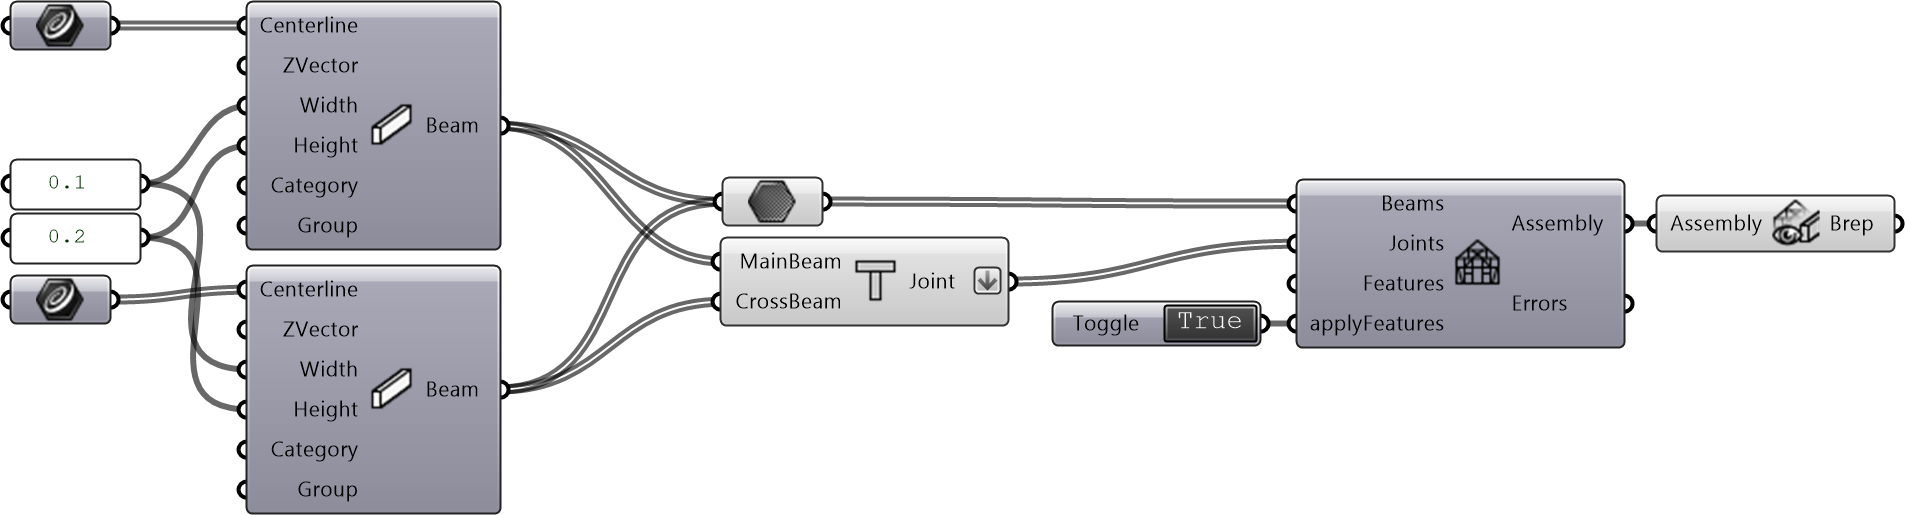 Centerline
ZVector
Width
Height
Category
Group
Beam
0.1
0.2
Centerline
ZVector
Width
Height
Category
Group
Beam
MainBeam
CrossBeam
Joint
Toggle True
Beams
Joints
Features
applyFeatures
Assembly
Errors
Assembly Brep